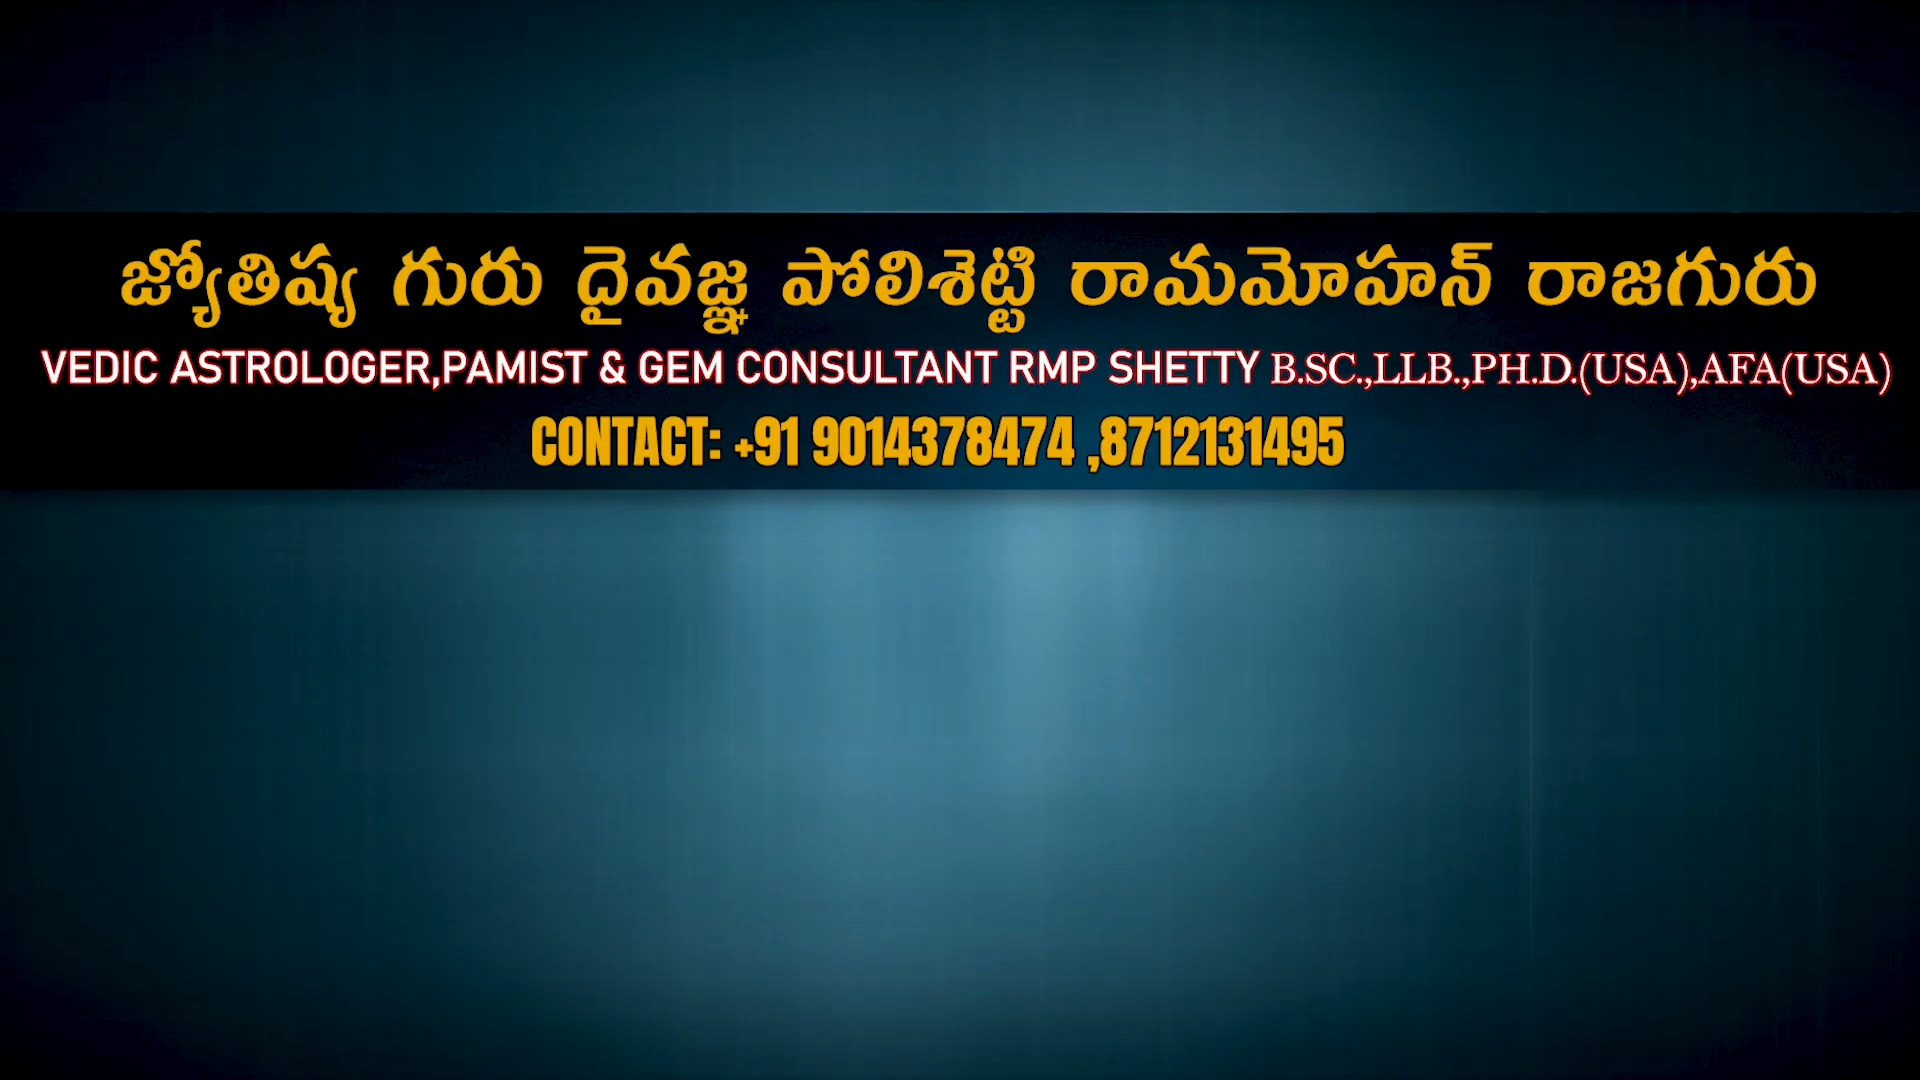 జ్యోతిష్య గురు దైవజ్ఞ పోలిశెట్టి రామమోహన్ రాజగురు
VEDIC ASTROLOGER,PAMIST & GEM CONSULTANT RMP SHETTY B.SC.,LLB.,PH.D.(USA),AFA(USA)
CONTACT: +91 9014378474 ,8712131495